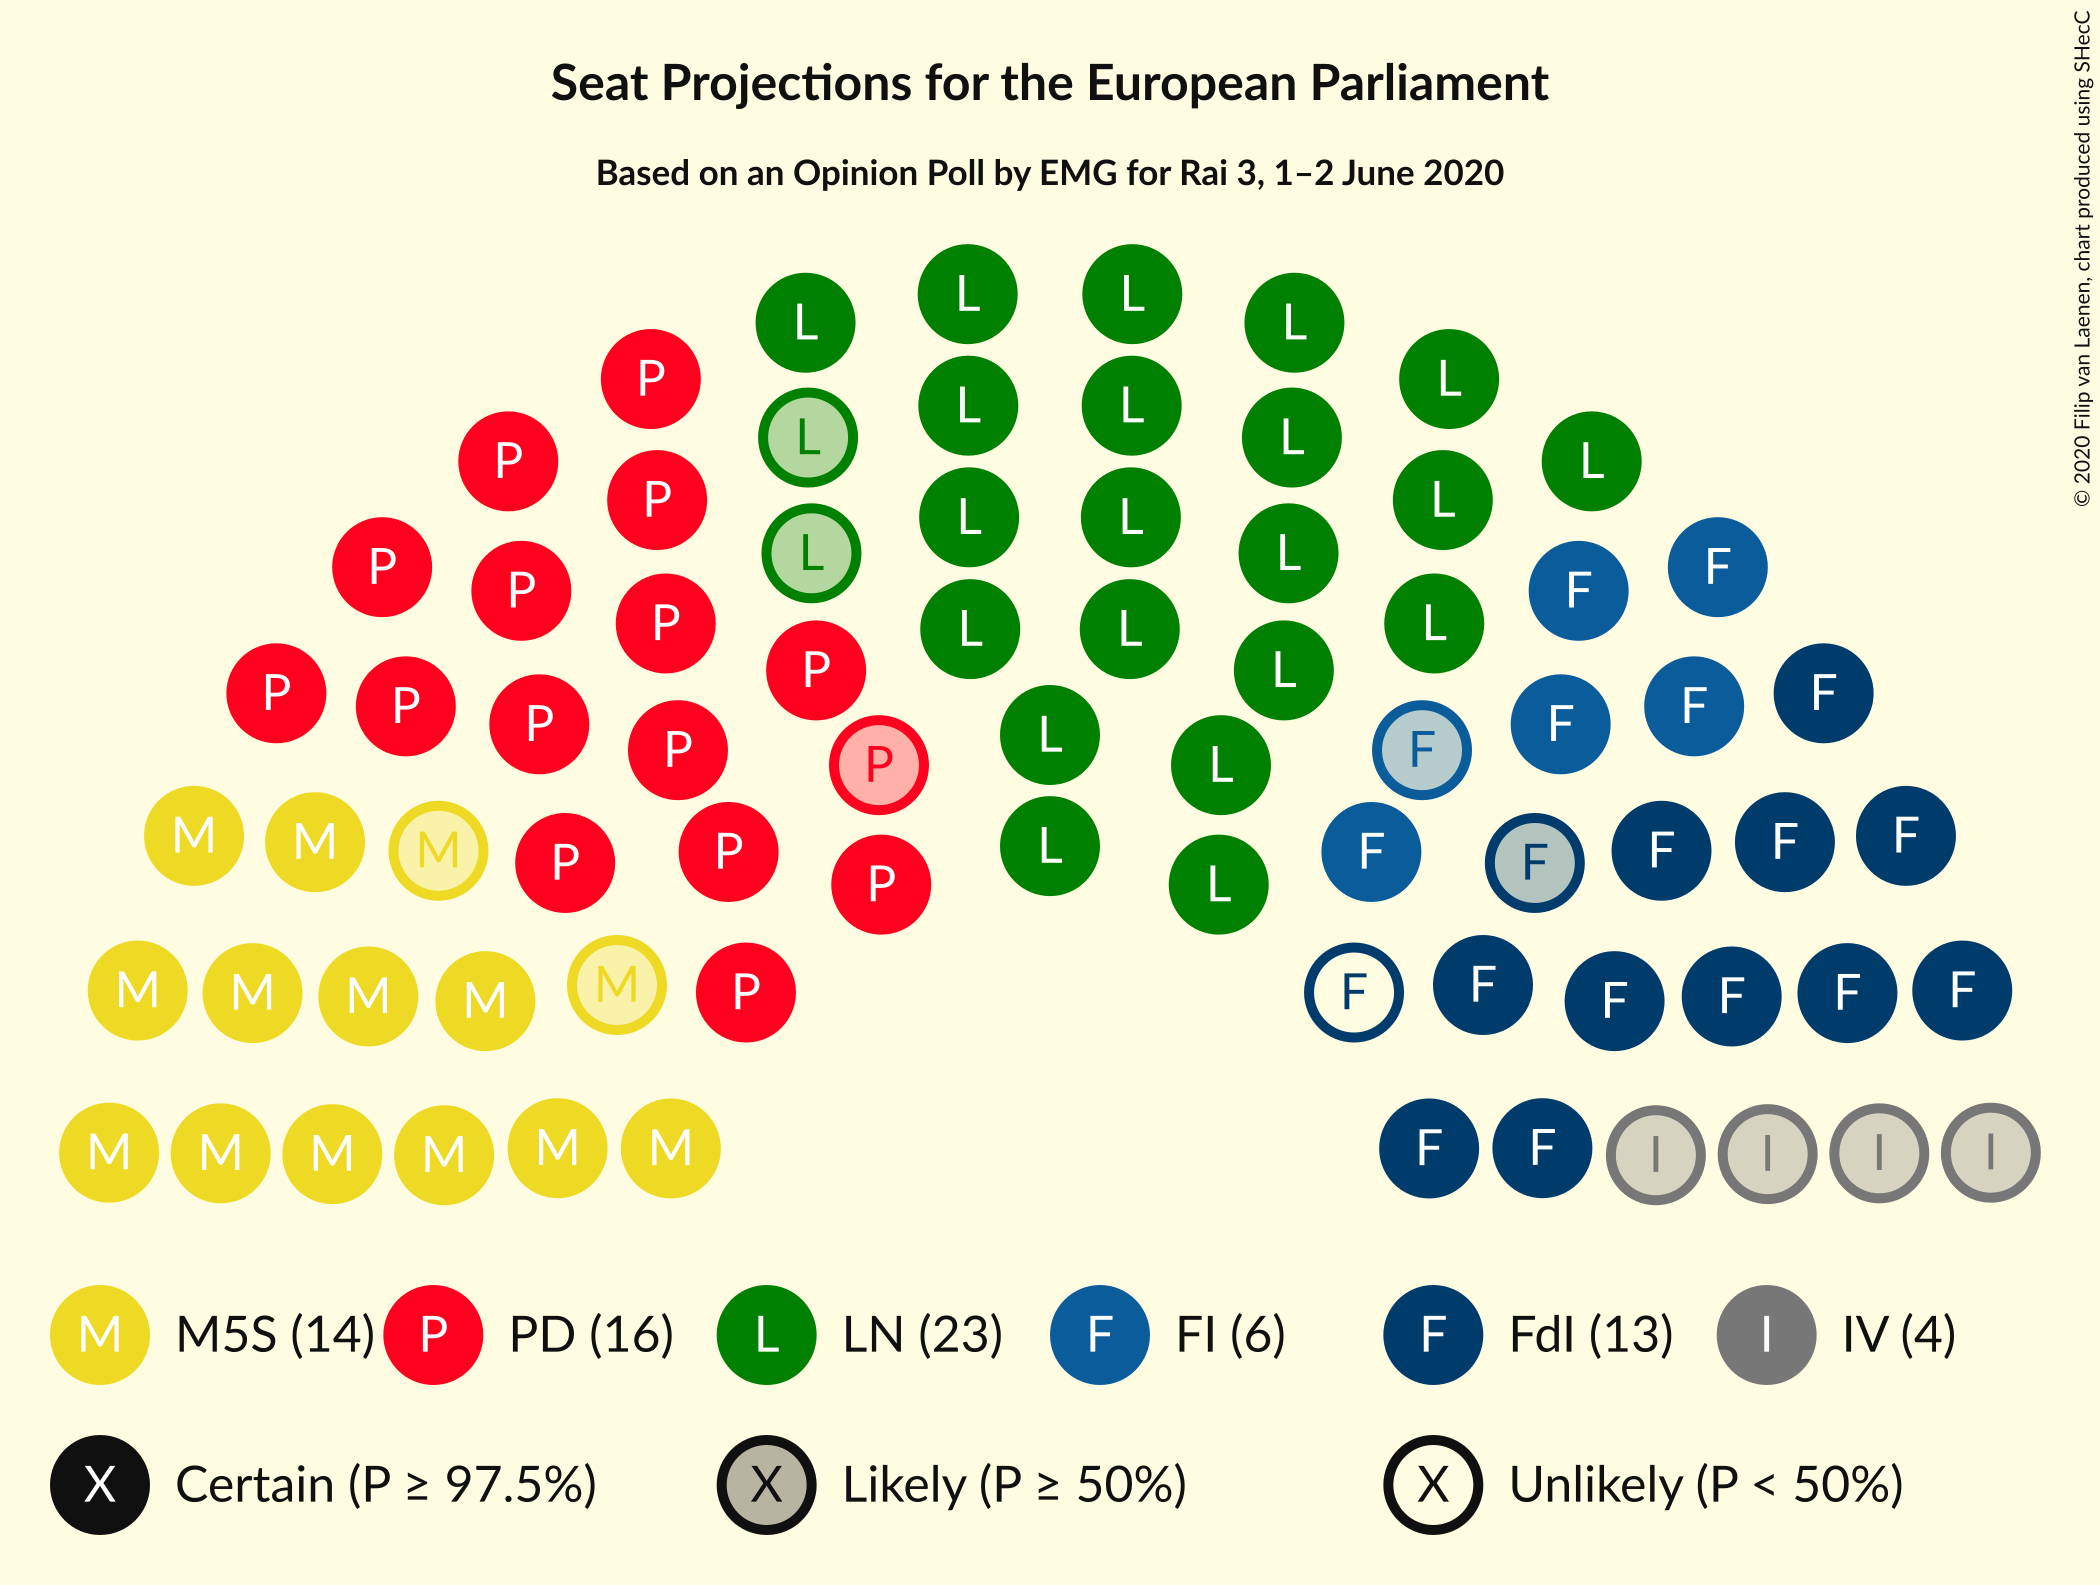 Seat Projections for the European Parliament
Based on an Opinion Poll by EMG for Rai 3, 1–2 June 2020
© 2020 Filip van Laenen, chart produced using SHecC
L L L L
P L
P L L L L L
P P L
P L L L L F F
P P L
P L L P L F F
P P P F F
L
P P P L F
M M M P P L F F F F
P L
M M M M M P F F F F F F
M M M M M M F F I I I I
M M5S (14) P PD (16) L LN (23) F FI (6) F FdI (13) I IV (4)
X Certain (P ≥ 97.5%) X Likely (P ≥ 50%) X Unlikely (P < 50%)